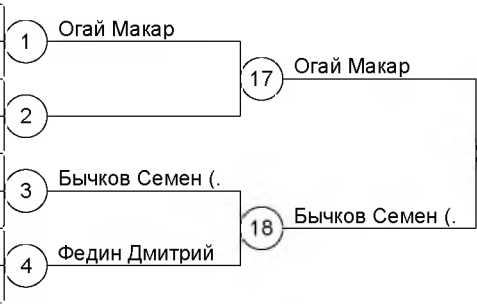 1 Огай Макар
17 Огай Макар
2
3 Бычков Семен (.
18 Бычков Семен (.
4 Федин Дмитрий